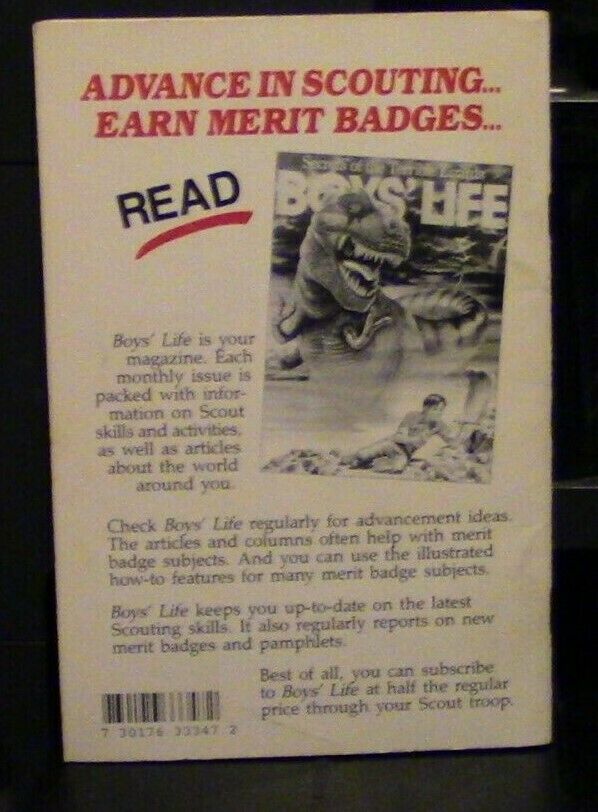 ADVANCE IN SCOUTING...
EARN MERIT BADGES...
READ
Secrets of the
BOYS' LIFE
Boys' Life is your
magazine. Each
monthly issue is
packed with infor-
mation on Scout
skills and activities,
as well as articles
about the world
around you.
Check Boys' Life regularly for advancement ideas.
The articles and columns often help with merit
badge subjects. And you can use the illustrated
how-to features for many merit badge subjects.
Boys' Life keeps you up-to-date on the latest
Scouting skills. It also regularly reports on new
merit badges and pamphlets.
Best of all, you can subscribe
to Boys' Life at half the regular
price through your Scout troop.
7 30176 33347 2